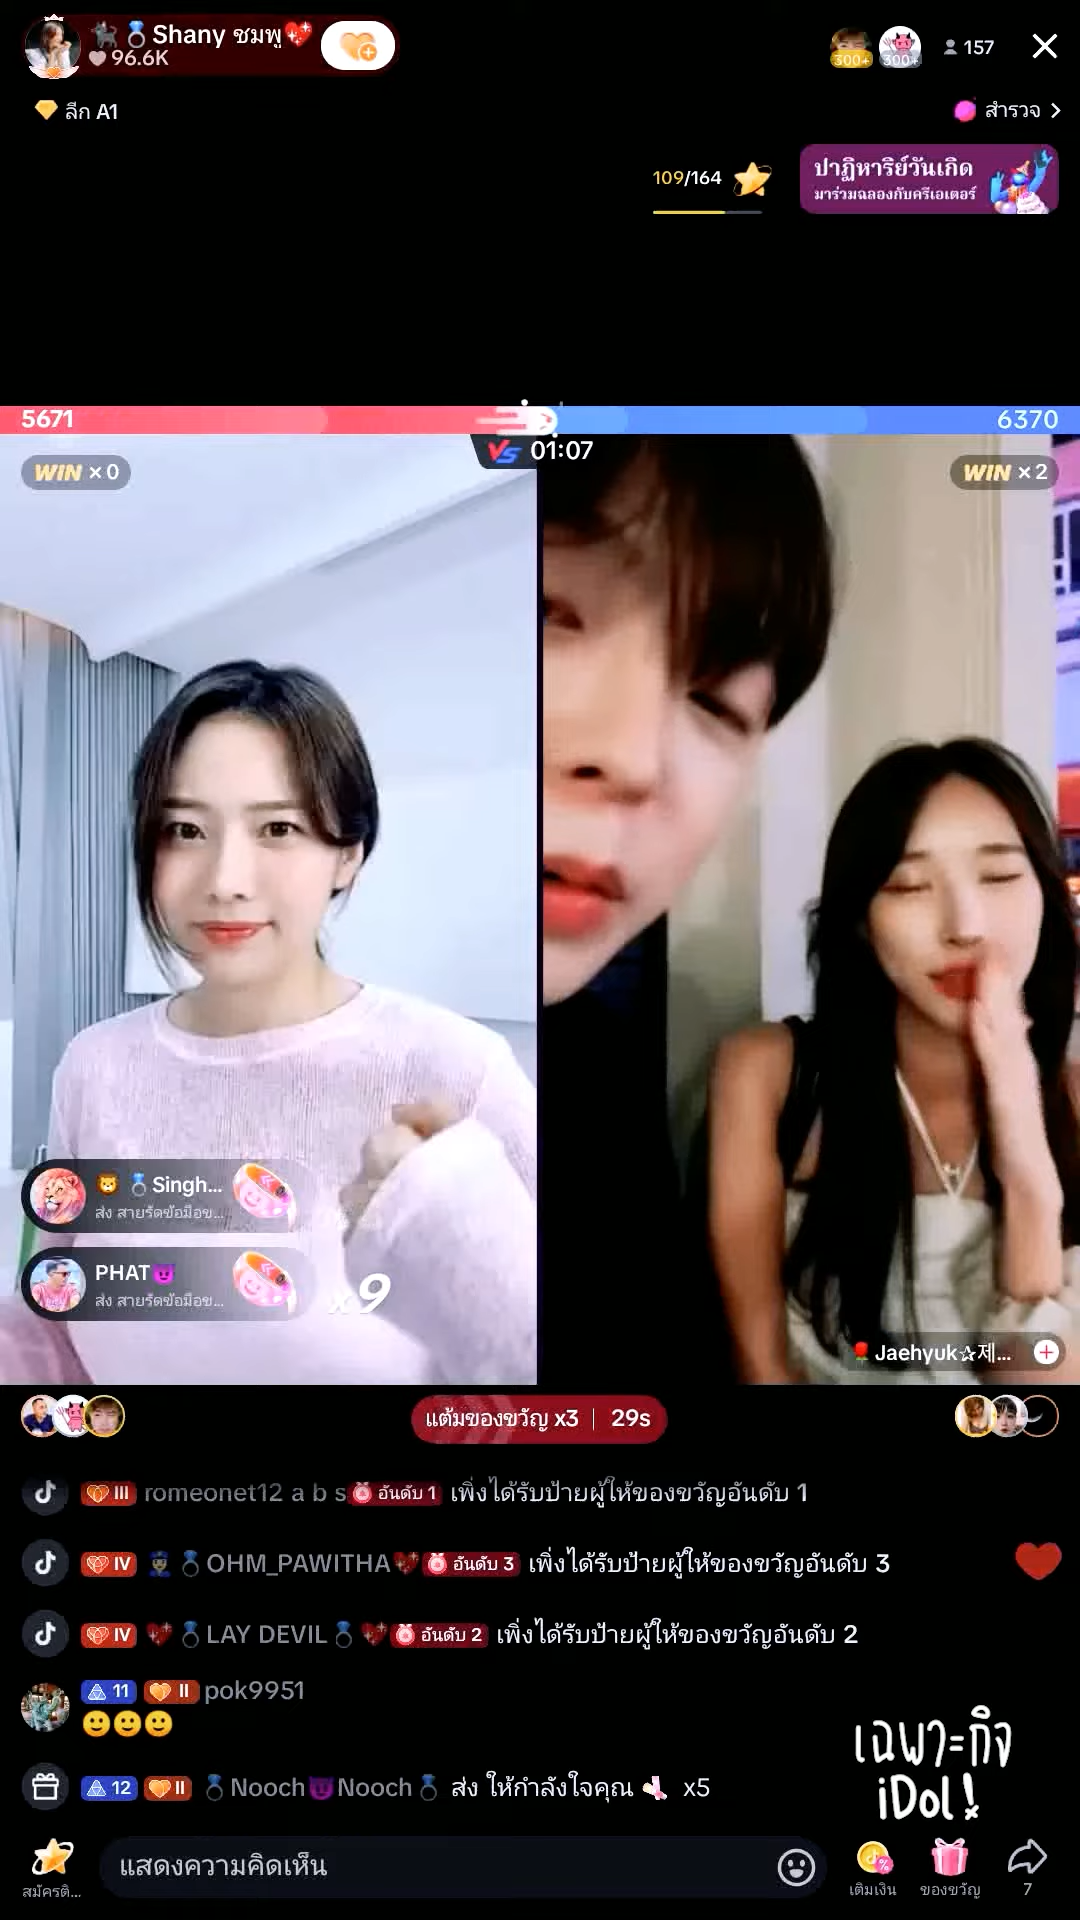 Shany ชมพู
96.6K
300+
300+
157
ลีก A1
สำรวจ
109/164
ปาฏิหาริย์วันเกิด
มาร่วมฉลองกับครีเอเตอร์
5671
6370
VS 01:07
WIN ×0
WIN ×2
Singh...
ส่ง สายรัดข้อมือข...
PHAT
ส่ง สายรัดข้อมือข...
x9
Jaehyuk✰제...
แต้มของขวัญ x3 | 29s
III romeonet12 a b s อันดับ 1 เพิ่งได้รับป้ายผู้ให้ของขวัญอันดับ 1
IV OHM_PAWITHA อันดับ 3 เพิ่งได้รับป้ายผู้ให้ของขวัญอันดับ 3
IV LAY DEVIL อันดับ 2 เพิ่งได้รับป้ายผู้ให้ของขวัญอันดับ 2
11 II pok9951
12 II Nooch Nooch ส่ง ให้กำลังใจคุณ x5
เฉพาะกิจ
iDol!
แสดงความคิดเห็น
สมัครติ...
เติมเงิน
ของขวัญ
7